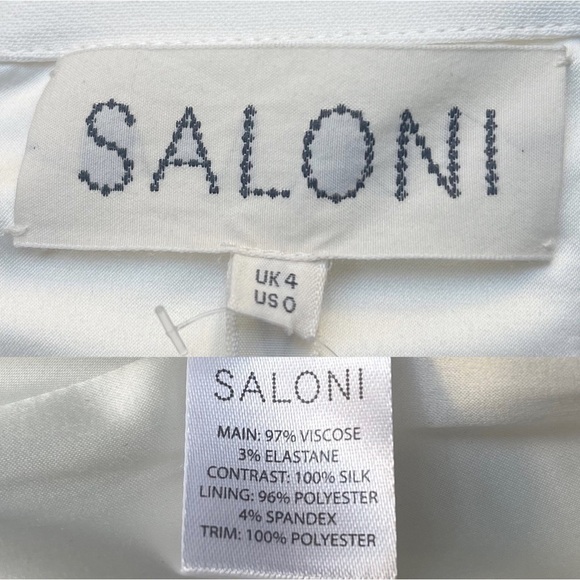 SALONI
UK 4
US 0
SALONI
MAIN: 97% VISCOSE
3% ELASTANE
CONTRAST: 100% SILK
LINING: 96% POLYESTER
4% SPANDEX
TRIM: 100% POLYESTER